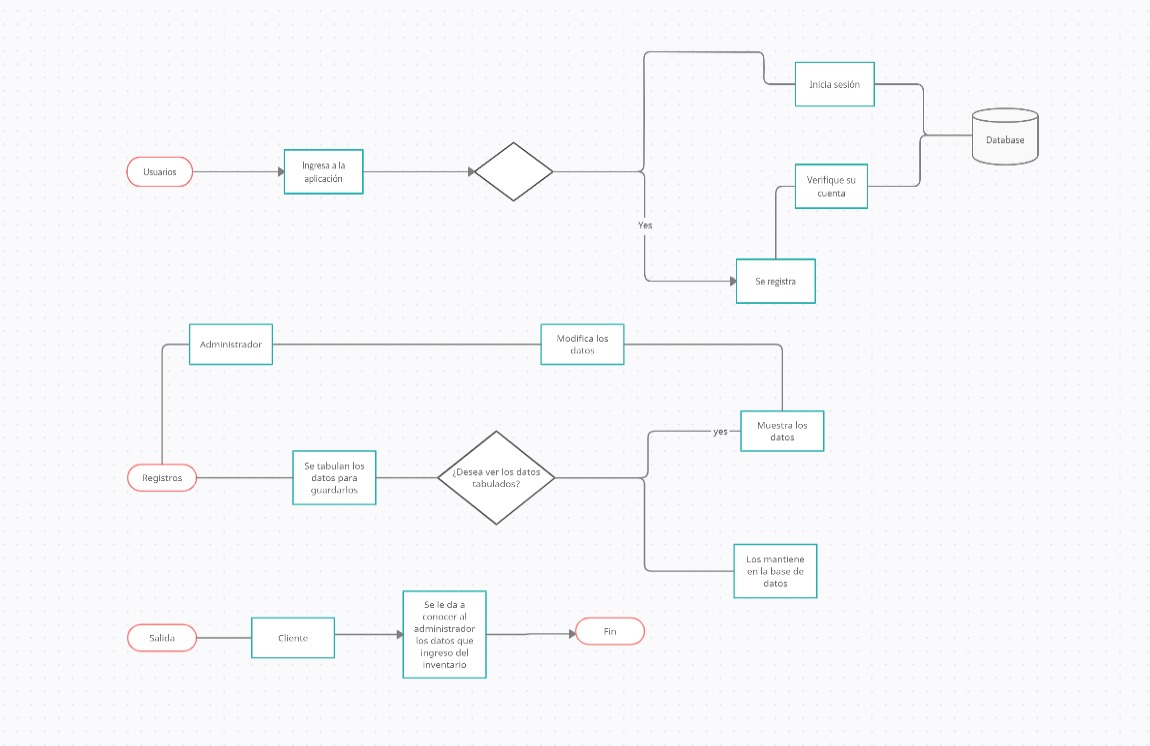 Usuarios
Ingresa a la
aplicación
Inicia sesión
Database
Verifique su
cuenta
Yes
Se registra
Administrador
Modifica los
datos
Registros
Se tabulan los
datos para
guardarlos
¿Desea ver los datos
tabulados?
yes
Muestra los
datos
Los mantiene
en la base de
datos
Salida
Cliente
Se le da a
conocer al
administrador
los datos que
ingreso del
inventario
Fin